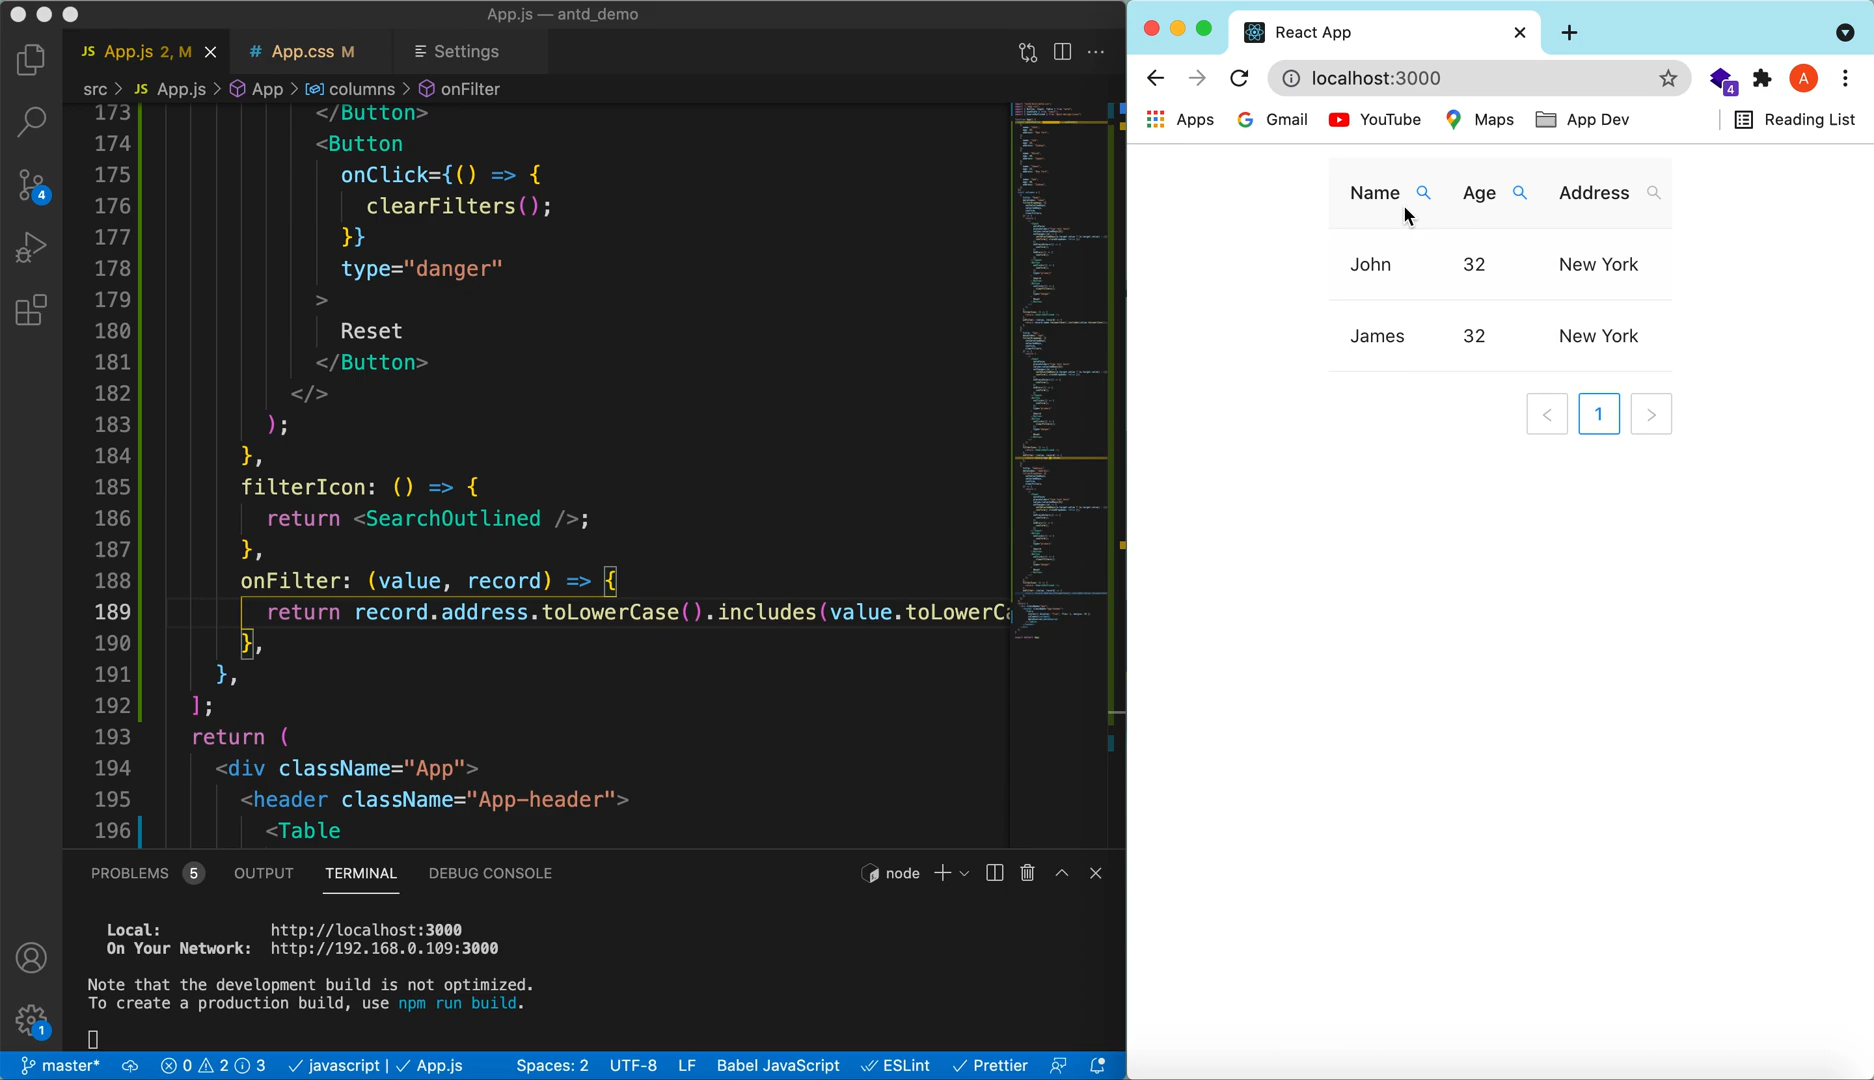 App.js — antd_demo
JS App.js 2, M
# App.css M
Settings
src > JS App.js > App > columns > onFilter
173 </Button>
174 <Button
175 onClick={() => {
176 clearFilters();
177 }}
178 type="danger"
179 >
180 Reset
181 </Button>
182 </>
183 );
184 },
185 filterIcon: () => {
186 return <SearchOutlined />;
187 },
188 onFilter: (value, record) => {
189 return record.address.toLowerCase().includes(value.toLowerCa
190 },
191 },
192 ];
193 return (
194 <div className="App">
195 <header className="App-header">
196 <Table
PROBLEMS 5 OUTPUT TERMINAL DEBUG CONSOLE
node
Local: http://localhost:3000
On Your Network: http://192.168.0.109:3000
Note that the development build is not optimized.
To create a production build, use npm run build.
4
1
master* 0 2 3 javascript | App.js Spaces: 2 UTF-8 LF Babel JavaScript ESLint Prettier
React App
localhost:3000
4
A
Apps Gmail YouTube Maps App Dev Reading List
Name Age Address
John 32 New York
James 32 New York
< 1 >